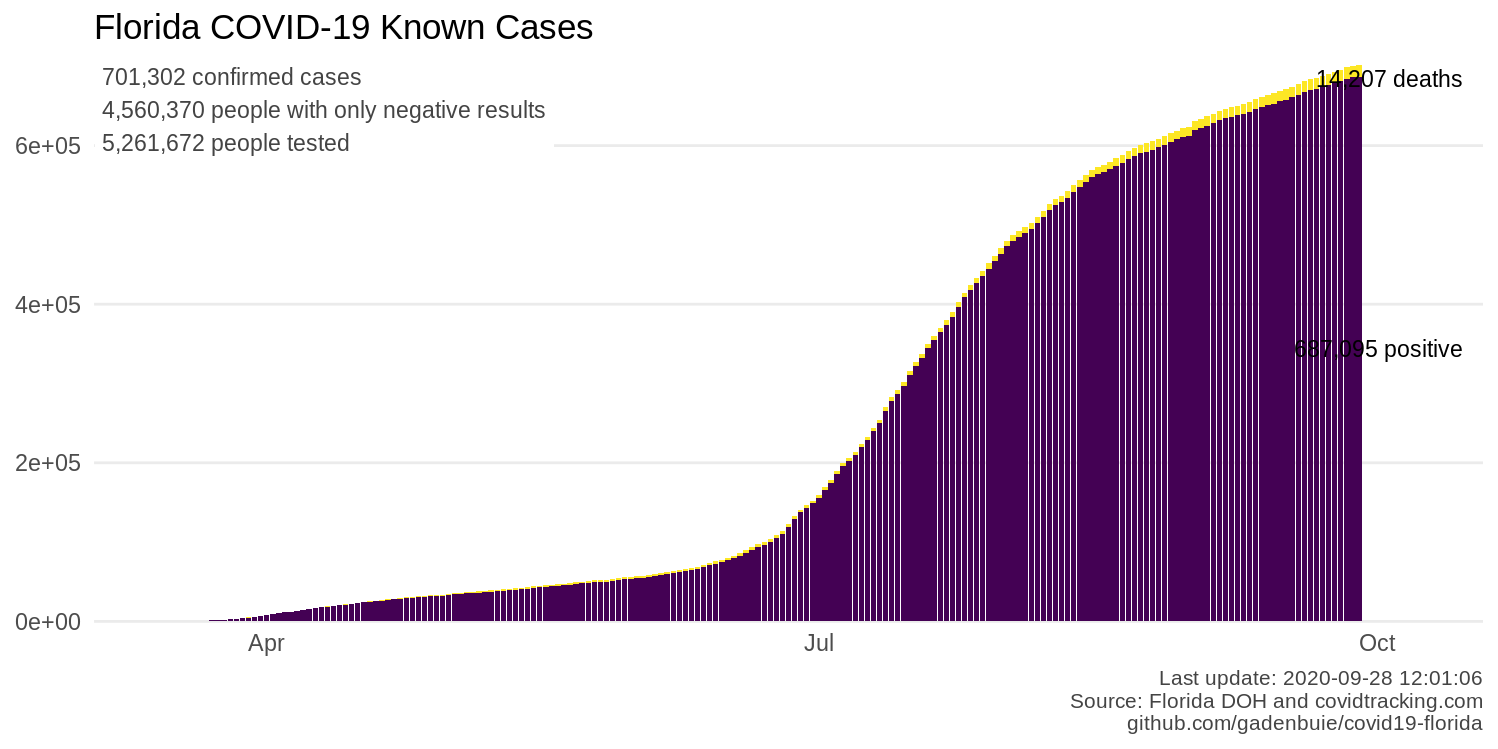 Florida COVID-19 Known Cases
701,302 confirmed cases
4,560,370 people with only negative results
5,261,672 people tested
14,207 deaths
6e+05
4e+05
687,095 positive
2e+05
0e+00
Apr
Jul
Oct
Last update: 2020-09-28 12:01:06
Source: Florida DOH and covidtracking.com
github.com/gadenbuie/covid19-florida